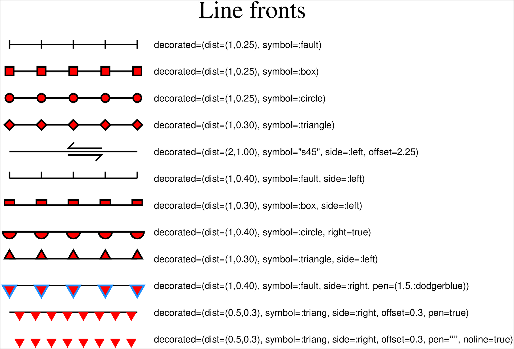 Line fronts
decorated=(dist=(1,0.25), symbol=:fault)
decorated=(dist=(1,0.25), symbol=:box)
decorated=(dist=(1,0.25), symbol=:circle)
decorated=(dist=(1,0.30), symbol=:triangle)
decorated=(dist=(2,1.00), symbol="s45", side=:left, offset=2.25)
decorated=(dist=(1,0.40), symbol=:fault, side=:left)
decorated=(dist=(1,0.30), symbol=:box, side=:left)
decorated=(dist=(1,0.40), symbol=:circle, right=true)
decorated=(dist=(1,0.30), symbol=:triangle, side=:left)
decorated=(dist=(1,0.40), symbol=:fault, side=:right, pen=(1.5,:dodgerblue))
decorated=(dist=(0.5,0.3), symbol=:triang, side=:right, offset=0.3, pen=true)
decorated=(dist=(0.5,0.3), symbol=:triang, side=:right, offset=0.3, pen="", noline=true)